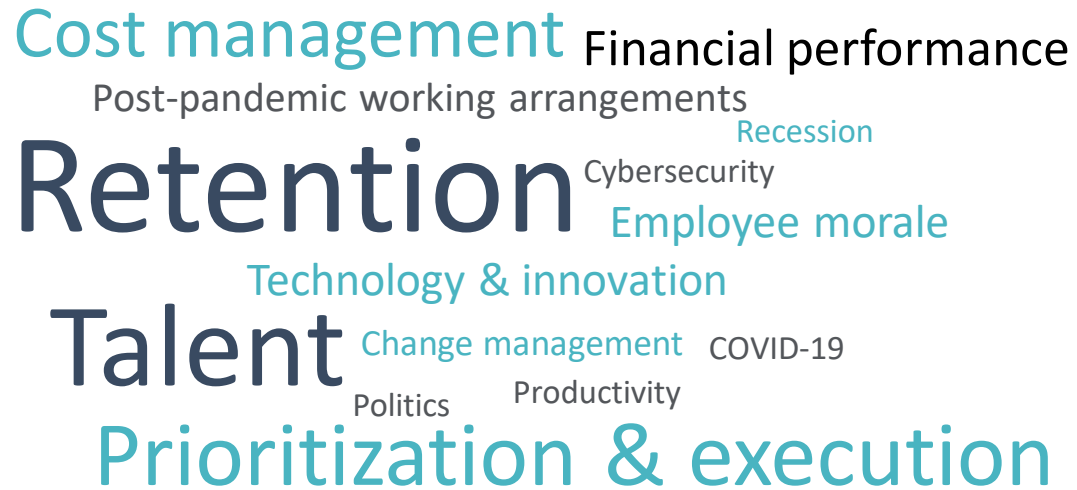 Cost management
Financial performance
Post-pandemic working arrangements
Recession
Retention
Cybersecurity
Employee morale
Technology & innovation
Talent
Change management
COVID-19
Productivity
Politics
Prioritization & execution